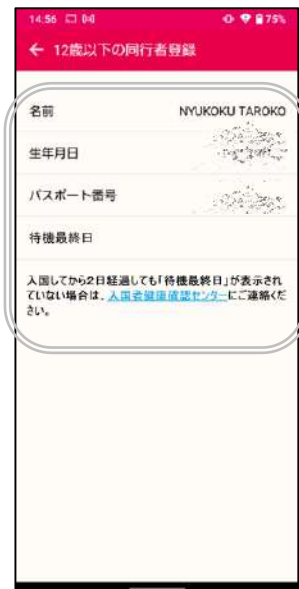 14:56 75%
← 12歳以下の同行者登録
名前 NYUKOKU TAROKO
生年月日
パスポート番号
待機最終日
入国してから2日経過しても「待機最終日」が表示され
ていない場合は、入国者健康確認センターにご連絡くだ
さい。